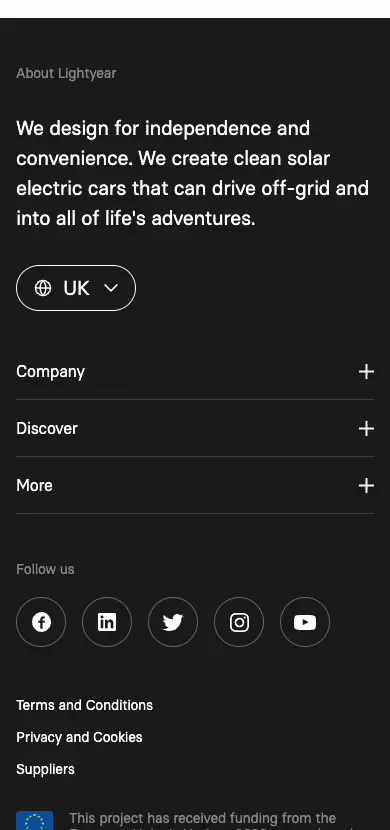 About Lightyear
We design for independence and
convenience. We create clean solar
electric cars that can drive off-grid and
into all of life's adventures.
UK
Company
Discover
More
Follow us
Terms and Conditions
Privacy and Cookies
Suppliers
This project has received funding from the